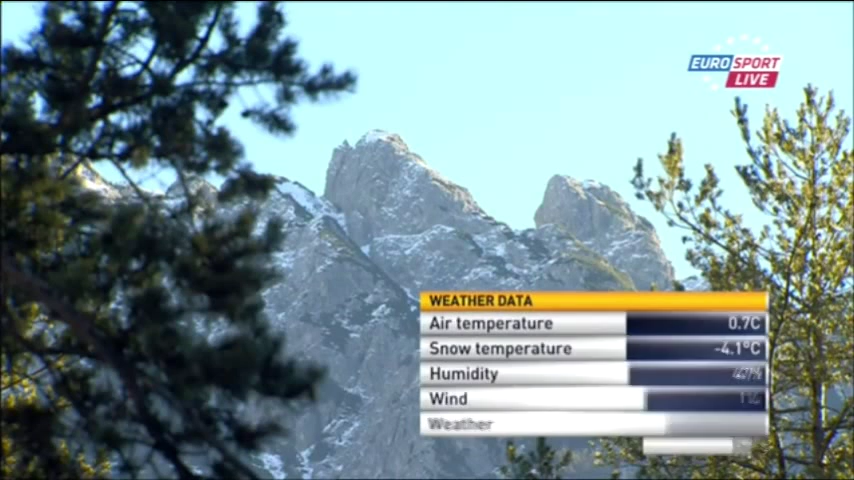 EUROSPORT
LIVE
WEATHER DATA
Air temperature 0.7C
Snow temperature -4.1°C
Humidity
Wind
Weather